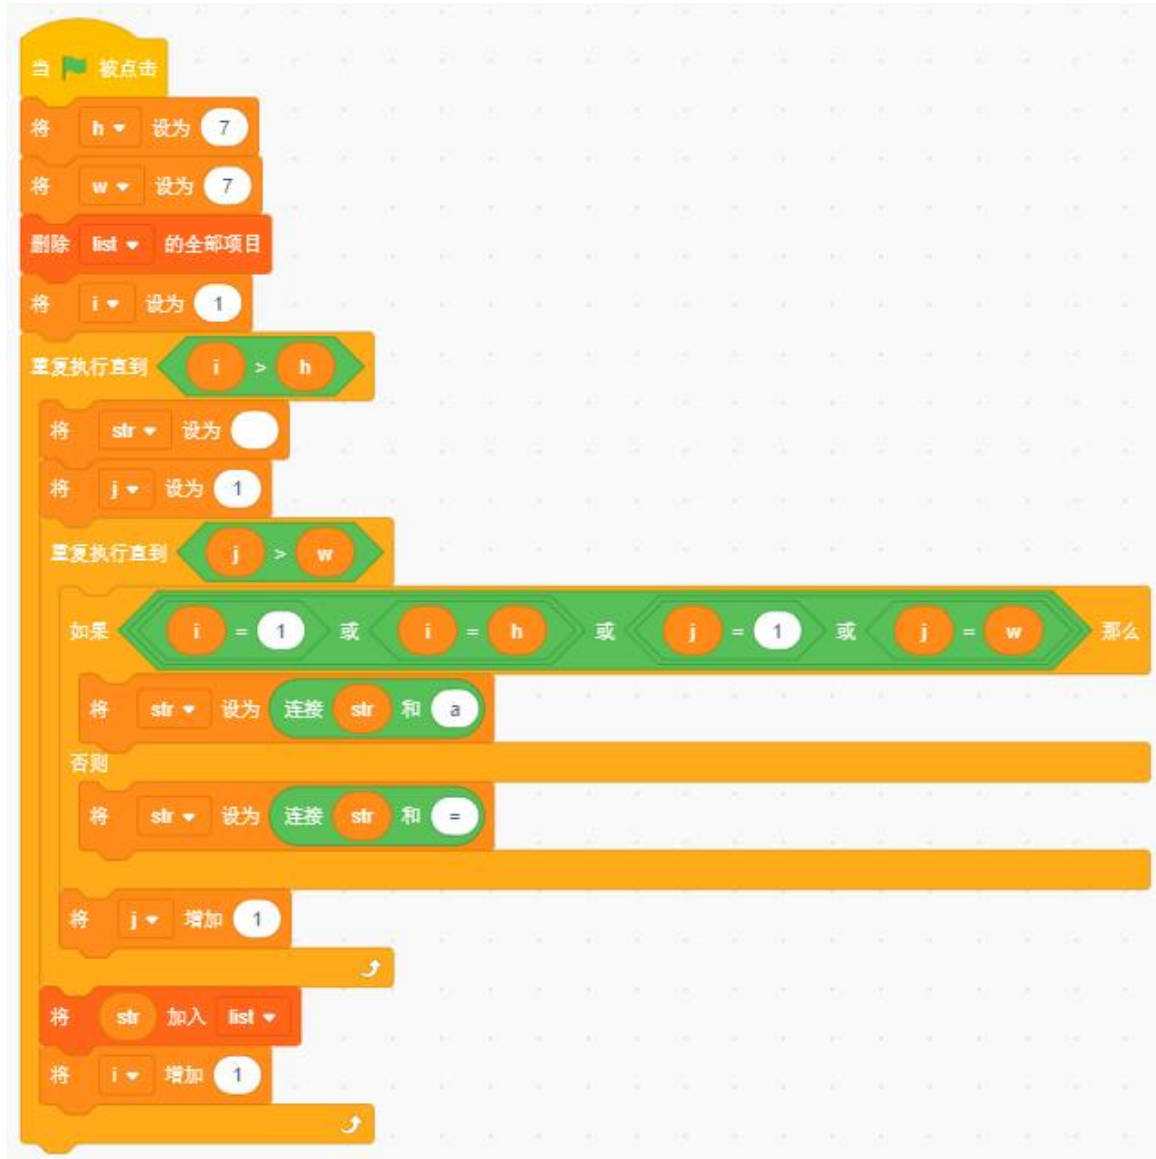 当 被点击
将 h 设为 7
将 w 设为 7
删除 list 的全部项目
将 i 设为 1
重复执行直到 i > h
将 str 设为
将 j 设为 1
重复执行直到 j > w
如果 i = 1 或 i = h 或 j = 1 或 j = w 那么
将 str 设为 连接 str 和 a
否则
将 str 设为 连接 str 和 =
将 j 增加 1
将 str 加入 list
将 i 增加 1